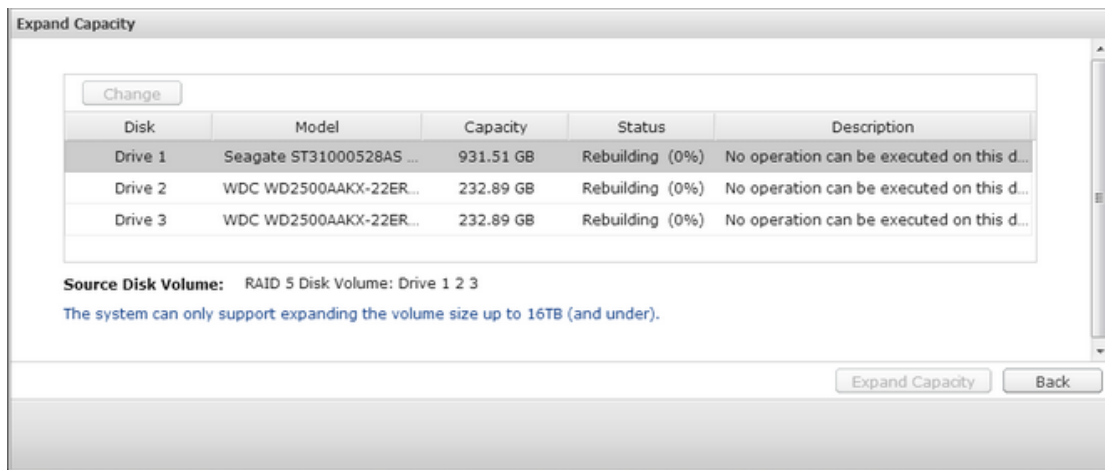 Expand Capacity
Change
Disk Model Capacity Status Description
Drive 1 Seagate ST31000528AS ... 931.51 GB Rebuilding (0%) No operation can be executed on this d...
Drive 2 WDC WD2500AAKX-22ER... 232.89 GB Rebuilding (0%) No operation can be executed on this d...
Drive 3 WDC WD2500AAKX-22ER... 232.89 GB Rebuilding (0%) No operation can be executed on this d...
Source Disk Volume: RAID 5 Disk Volume: Drive 1 2 3
The system can only support expanding the volume size up to 16TB (and under).
Expand Capacity Back